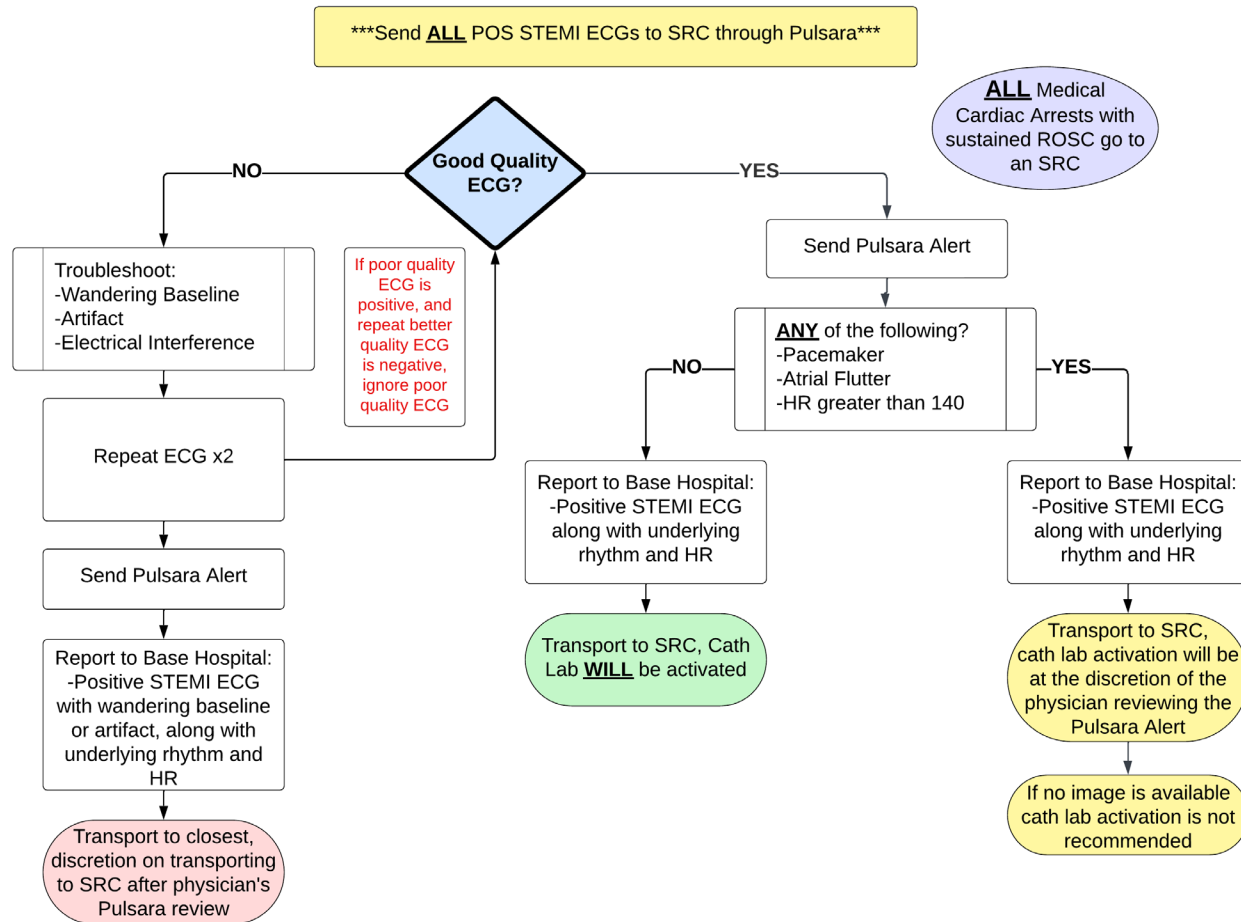 ***Send ALL POS STEMI ECGs to SRC through Pulsara***
ALL Medical
Cardiac Arrests with
sustained ROSC go to
an SRC
Good Quality
ECG?
NO
YES
Troubleshoot:
-Wandering Baseline
-Artifact
-Electrical Interference
If poor quality
ECG is
positive, and
repeat better
quality ECG
is negative,
ignore poor
quality ECG
Repeat ECG x2
Send Pulsara Alert
Report to Base Hospital:
-Positive STEMI ECG
with wandering baseline
or artifact, along with
underlying rhythm and
HR
Transport to closest,
discretion on transporting
to SRC after physician's
Pulsara review
Send Pulsara Alert
ANY of the following?
-Pacemaker
-Atrial Flutter
-HR greater than 140
NO
YES
Report to Base Hospital:
-Positive STEMI ECG
along with underlying
rhythm and HR
Transport to SRC, Cath
Lab WILL be activated
Report to Base Hospital:
-Positive STEMI ECG
along with underlying
rhythm and HR
Transport to SRC,
cath lab activation will be
at the discretion of the
physician reviewing the
Pulsara Alert
If no image is available
cath lab activation is not
recommended